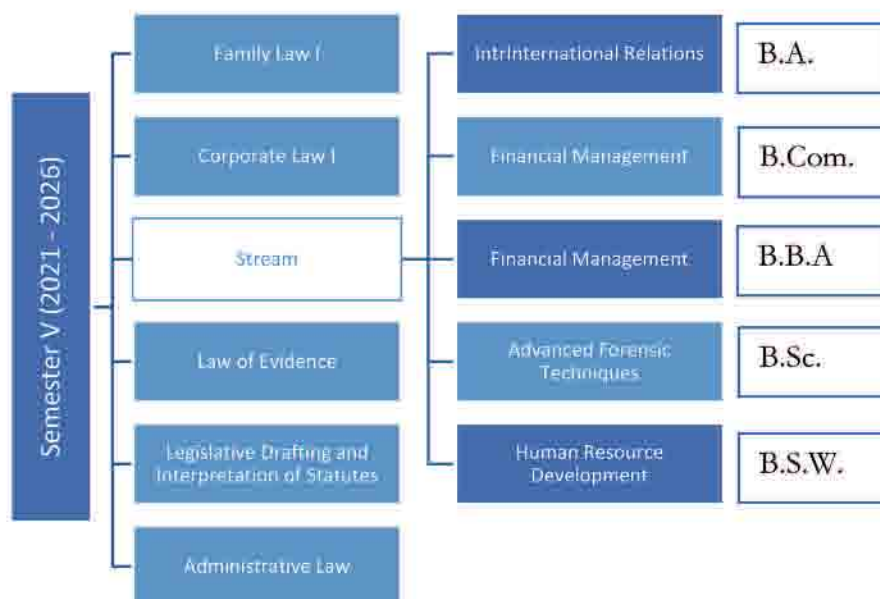 Semester V (2021 - 2026)
Family Law I
Corporate Law I
Stream
Law of Evidence
Legislative Drafting and
Interpretation of Statutes
Administrative Law
IntrInternational Relations
Financial Management
Financial Management
Advanced Forensic
Techniques
Human Resource
Development
B.A.
B.Com.
B.B.A
B.Sc.
B.S.W.